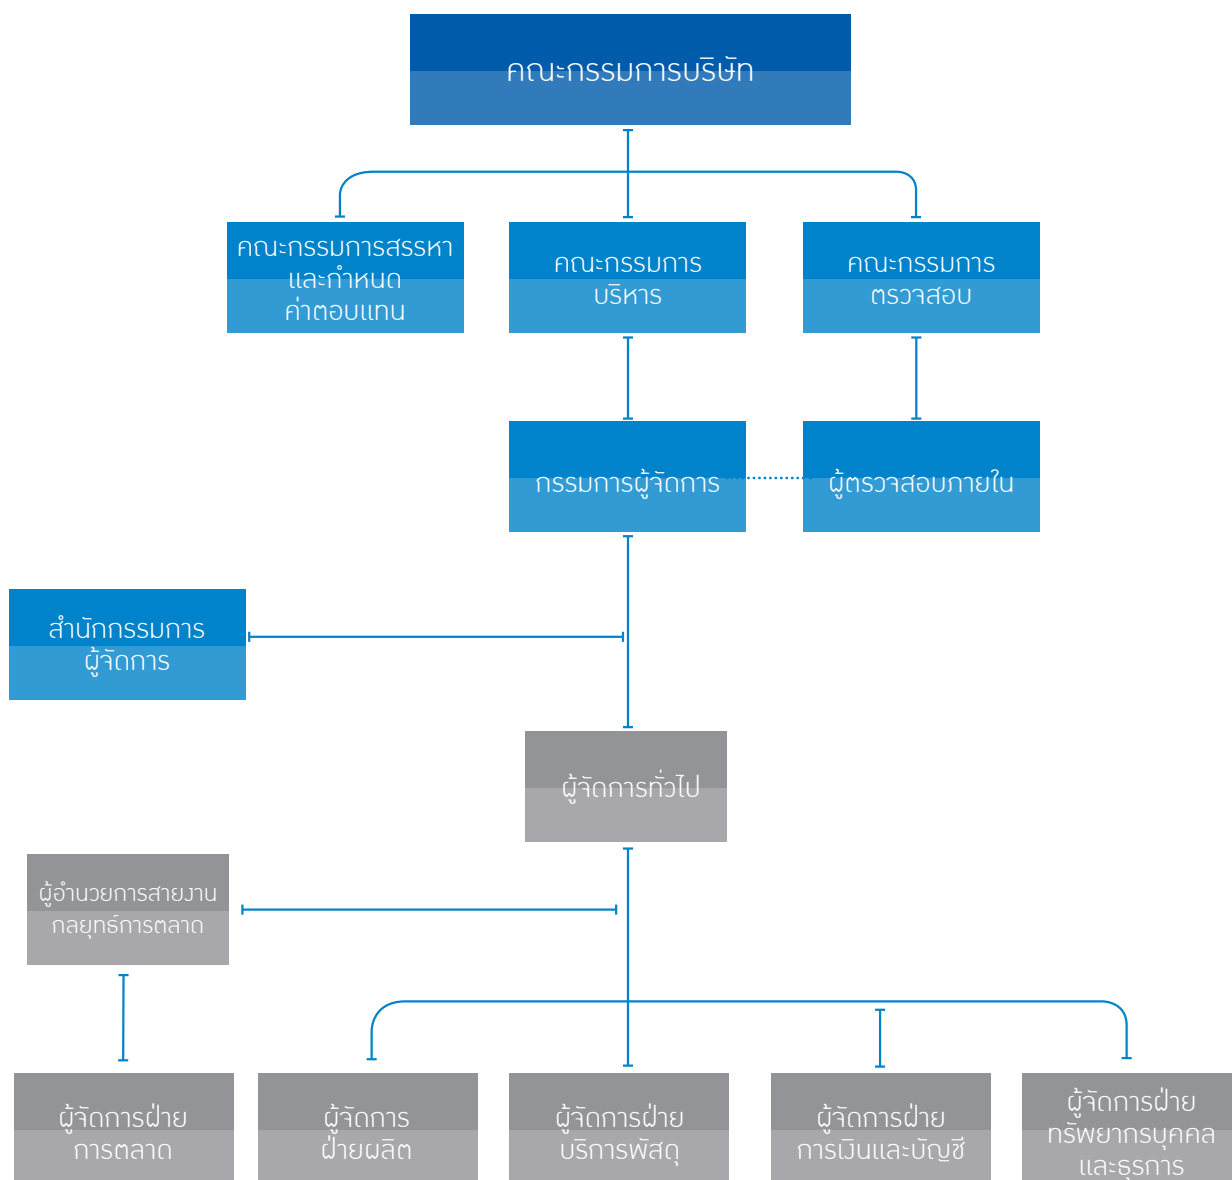 คณะกรรมการบริษัท
คณะกรรมการสรรหา
และกำหนด
ค่าตอบแทน
คณะกรรมการ
บริหาร
คณะกรรมการ
ตรวจสอบ
กรรมการผู้จัดการ
ผู้ตรวจสอบภายใน
สำนักกรรมการ
ผู้จัดการ
ผู้จัดการทั่วไป
ผู้อำนวยการสายงาน
กลยุทธ์การตลาด
ผู้จัดการฝ่าย
การตลาด
ผู้จัดการ
ฝ่ายผลิต
ผู้จัดการฝ่าย
บริการพัสดุ
ผู้จัดการฝ่าย
การเงินและบัญชี
ผู้จัดการฝ่าย
ทรัพยากรบุคคล
และธุรการ